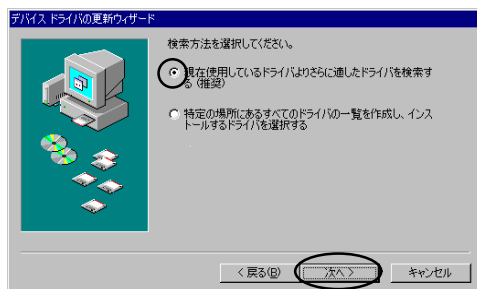 デバイス ドライバの更新ウィザード
検索方法を選択してください。
現在使用しているドライバよりさらに適したドライバを検索す
る (推奨)
特定の場所にあるすべてのドライバの一覧を作成し、インス
トールするドライバを選択する
< 戻る(B)
次へ >
キャンセル